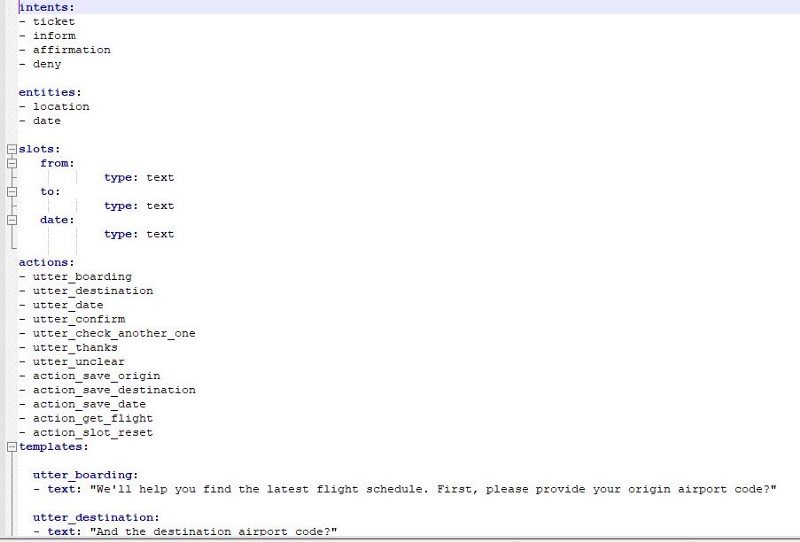 intents:
- ticket
- inform
- affirmation
- deny
entities:
- location
- date
slots:
from:
type: text
to:
type: text
date:
type: text
actions:
- utter_boarding
- utter_destination
- utter_date
- utter_confirm
- utter_check_another_one
- utter_thanks
- utter_unclear
- action_save_origin
- action_save_destination
- action_save_date
- action_get_flight
- action_slot_reset
templates:
utter_boarding:
- text: "We'll help you find the latest flight schedule. First, please provide your origin airport code?"
utter_destination:
- text: "And the destination airport code?"